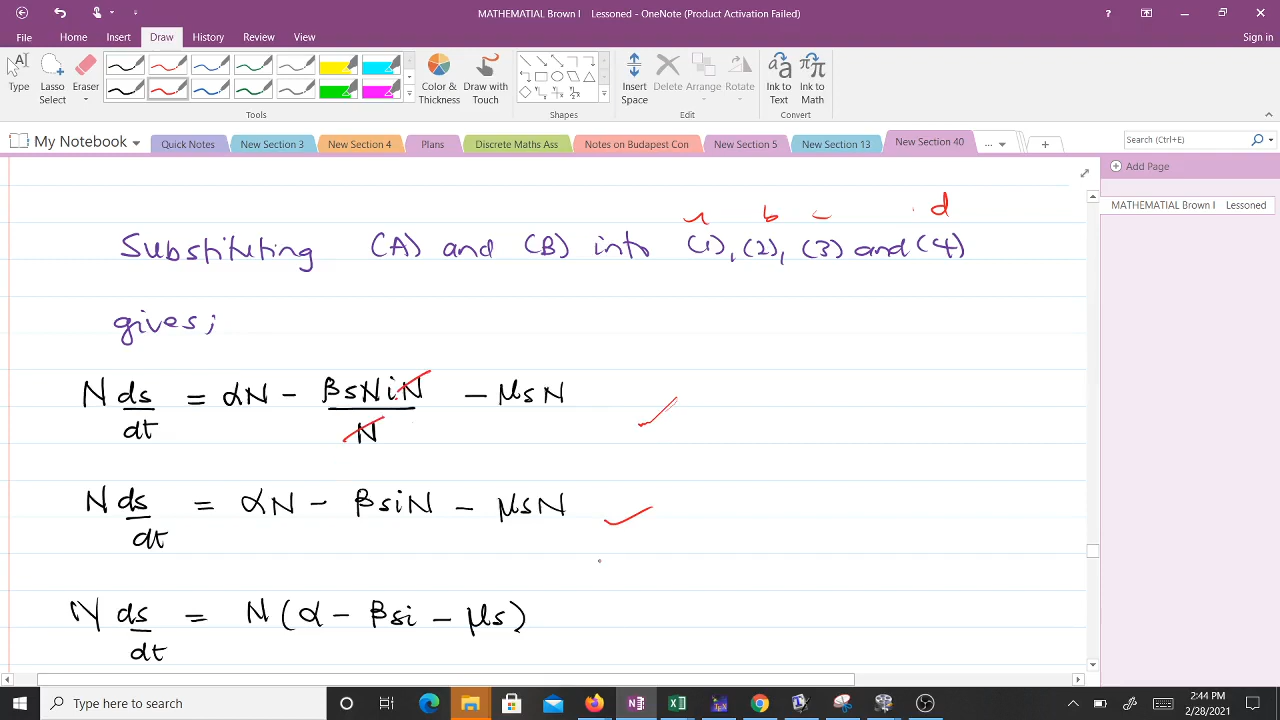 MATHEMATIAL Brown I Lessoned - OneNote (Product Activation Failed)
File Home Insert Draw History Review View
Type Lasso Select Eraser Color & Thickness Draw with Touch Insert Space Delete Arrange Rotate Ink to Text Ink to Math
Tools Shapes Edit Convert
My Notebook Quick Notes New Section 3 New Section 4 Plans Discrete Maths Ass Notes on Budapest Con New Section 5 New Section 13 New Section 40 ... Search (Ctrl+E)
Add Page
MATHEMATIAL Brown I Lessoned
b c d
Substituting (A) and (B) into (1), (2), (3) and (4)
gives;
N ds/dt = αN - βsNiN/N - μsN
N ds/dt = αN - βsiN - μsN
N ds/dt = N(α - βsi - μs)
Type here to search
2:44 PM
2/28/2021